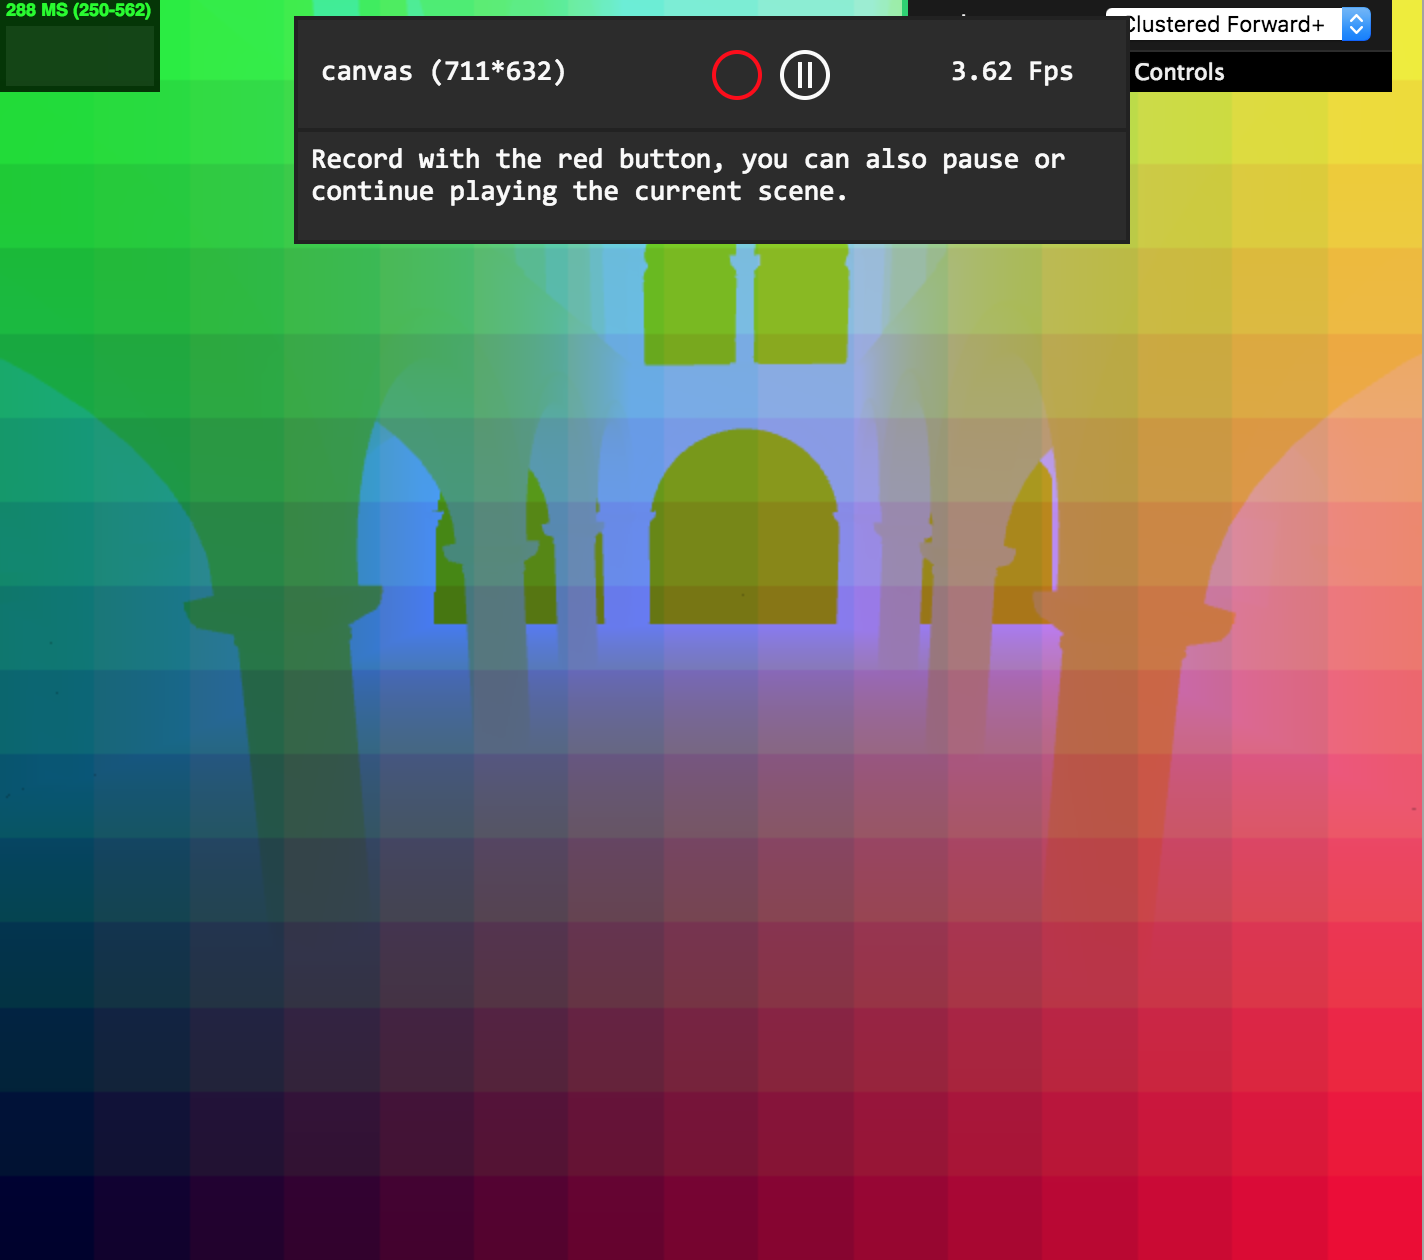 288 MS (250-562)
Clustered Forward+
canvas (711*632)
3.62 Fps
Controls
Record with the red button, you can also pause or
continue playing the current scene.